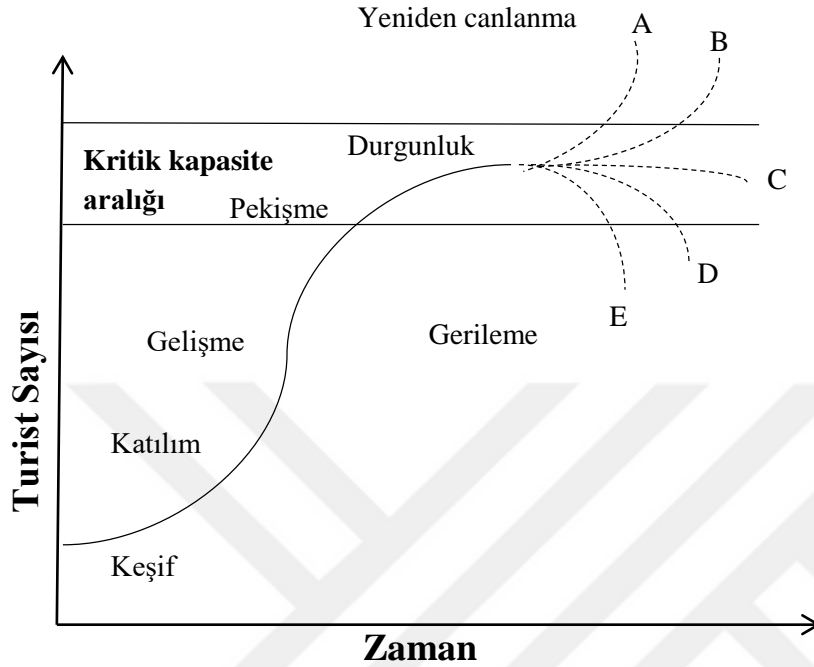 Yeniden canlanma
A
B
Durgunluk
Kritik kapasite
aralığı
Pekişme
C
D
E
Gelişme
Gerileme
Katılım
Keşif
Turist Sayısı
Zaman